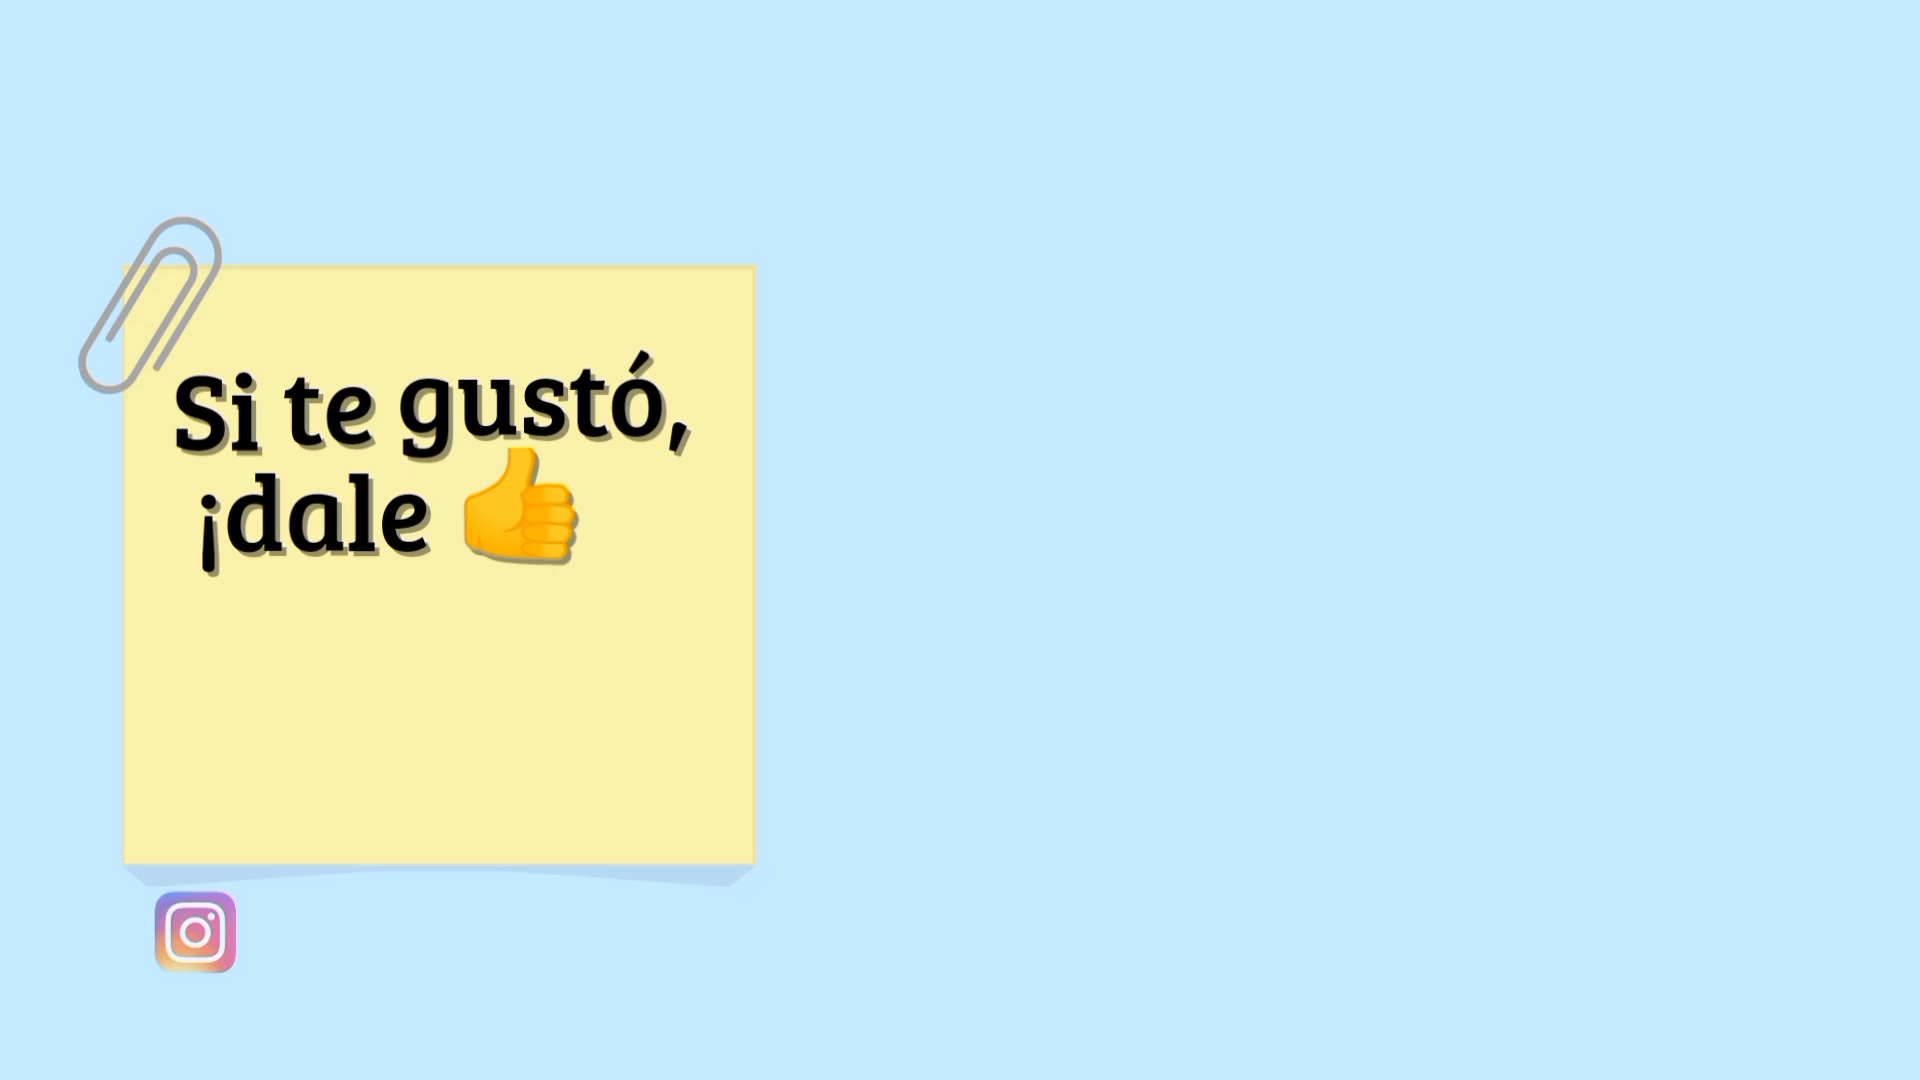 Si te gustó,
¡dale 👍